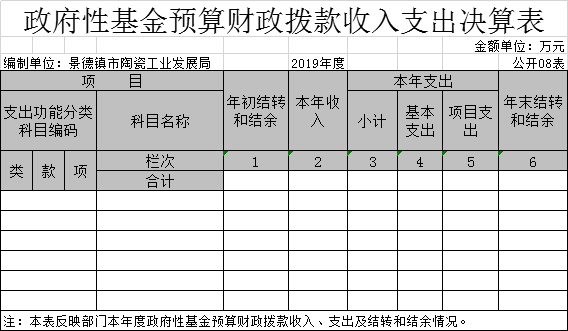 政府性基金预算财政拨款收入支出决算表
金额单位：万元
编制单位：景德镇市陶瓷工业发展局 2019年度 公开08表
项 目 年初结转和结余 本年收入 本年支出 年末结转和结余
支出功能分类科目编码 科目名称 小计 基本支出 项目支出
类 款 项 栏次 1 2 3 4 5 6
合计
注：本表反映部门本年度政府性基金预算财政拨款收入、支出及结转和结余情况。